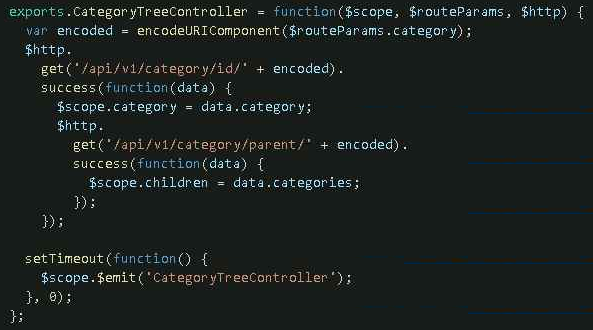 exports.CategoryTreeController = function($scope, $routeParams, $http) {
  var encoded = encodeURIComponent($routeParams.category);
  $http.
    get('/api/v1/category/id/' + encoded).
    success(function(data) {
      $scope.category = data.category;
      $http.
        get('/api/v1/category/parent/' + encoded).
        success(function(data) {
          $scope.children = data.categories;
        });
    });

  setTimeout(function() {
    $scope.$emit('CategoryTreeController');
  }, 0);
};